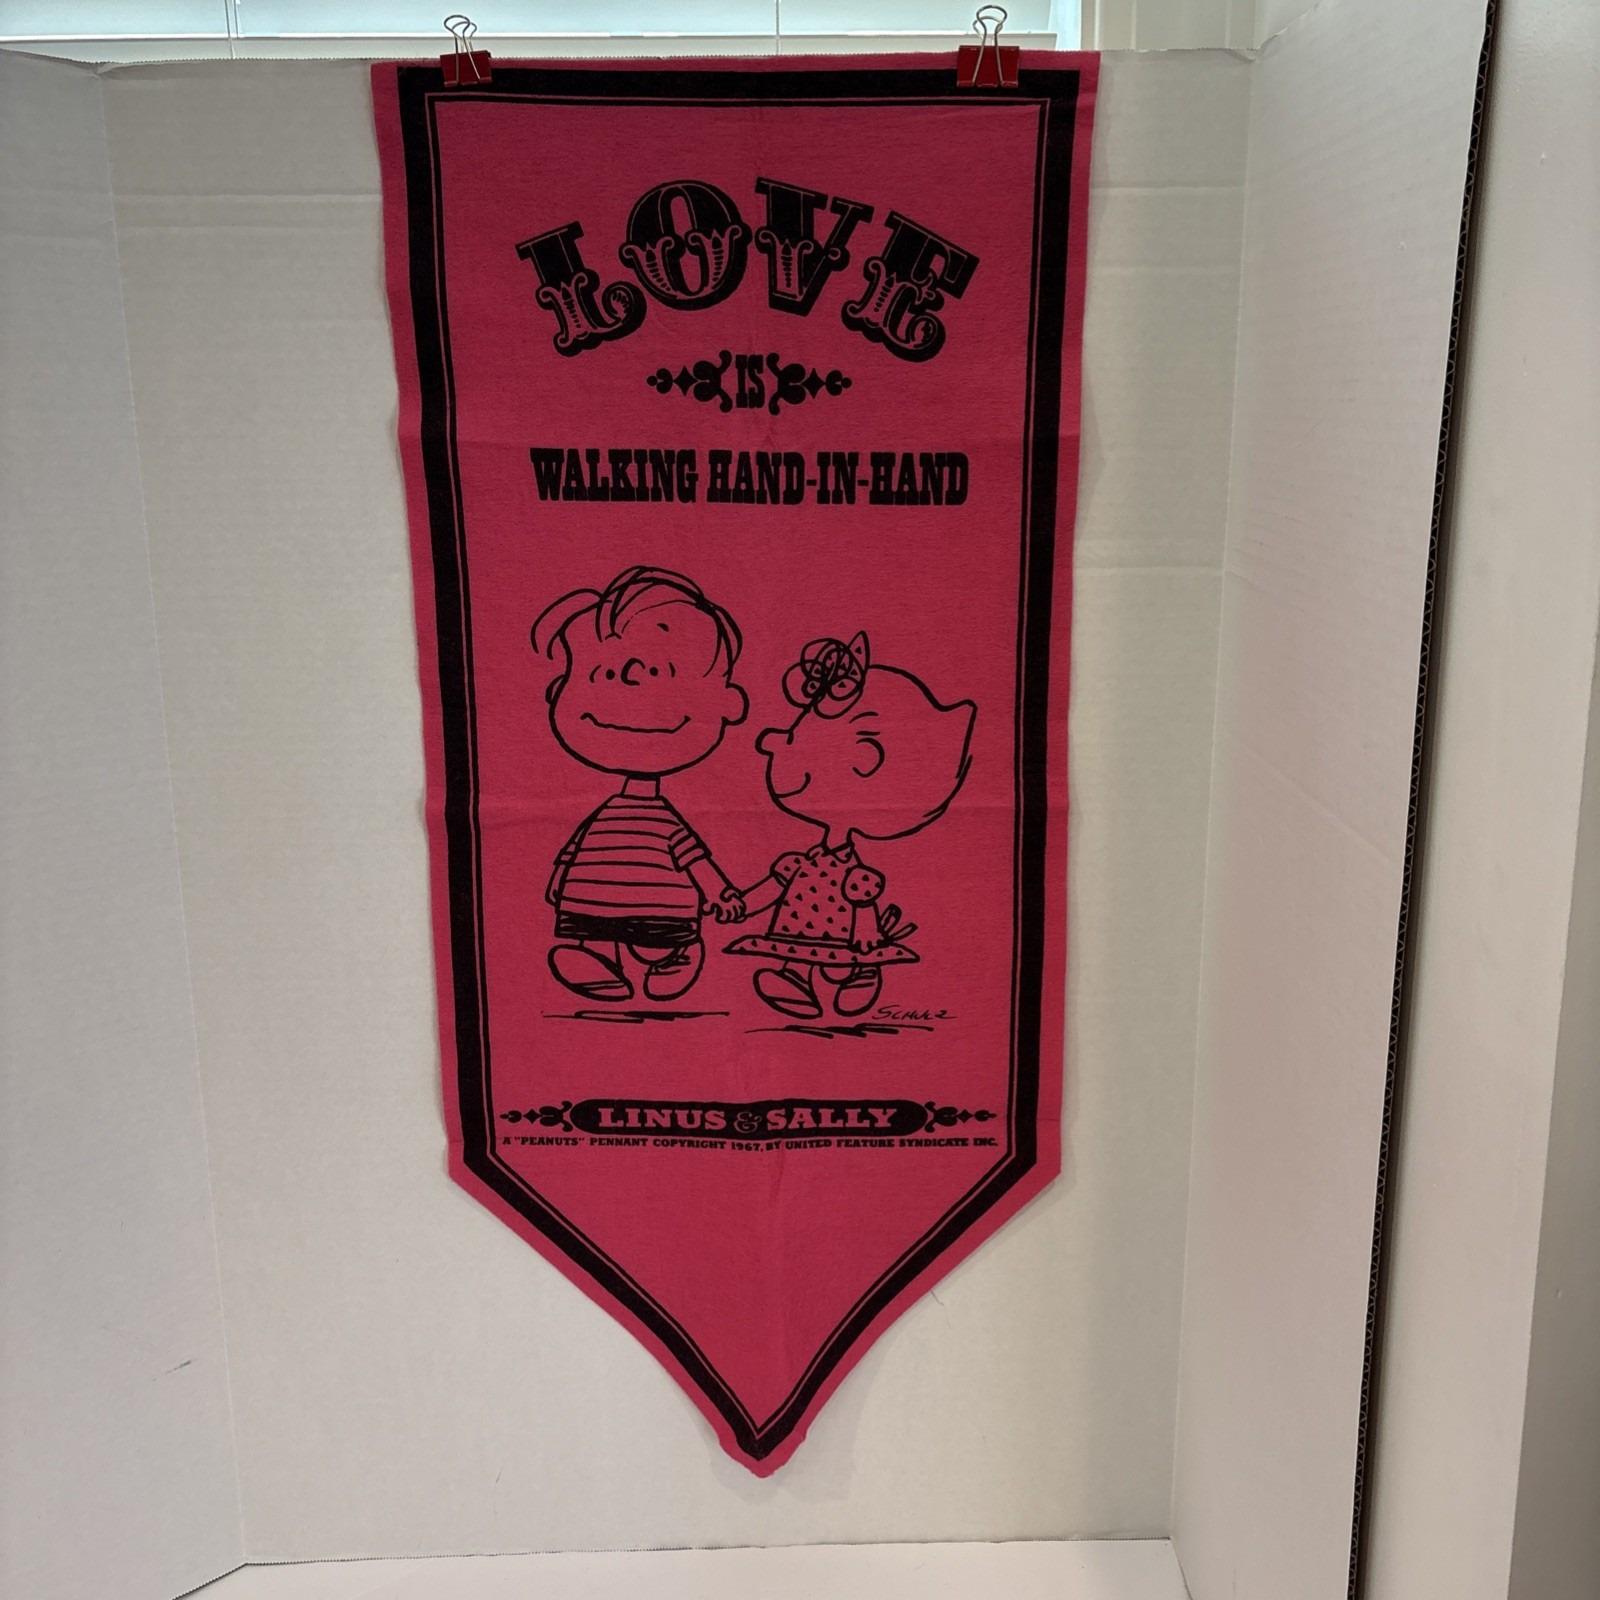 LOVE
IS
WALKING HAND-IN-HAND
SCHULZ
LINUS & SALLY
A "PEANUTS" PENNANT COPYRIGHT 1967, BY UNITED FEATURE SYNDICATE INC.